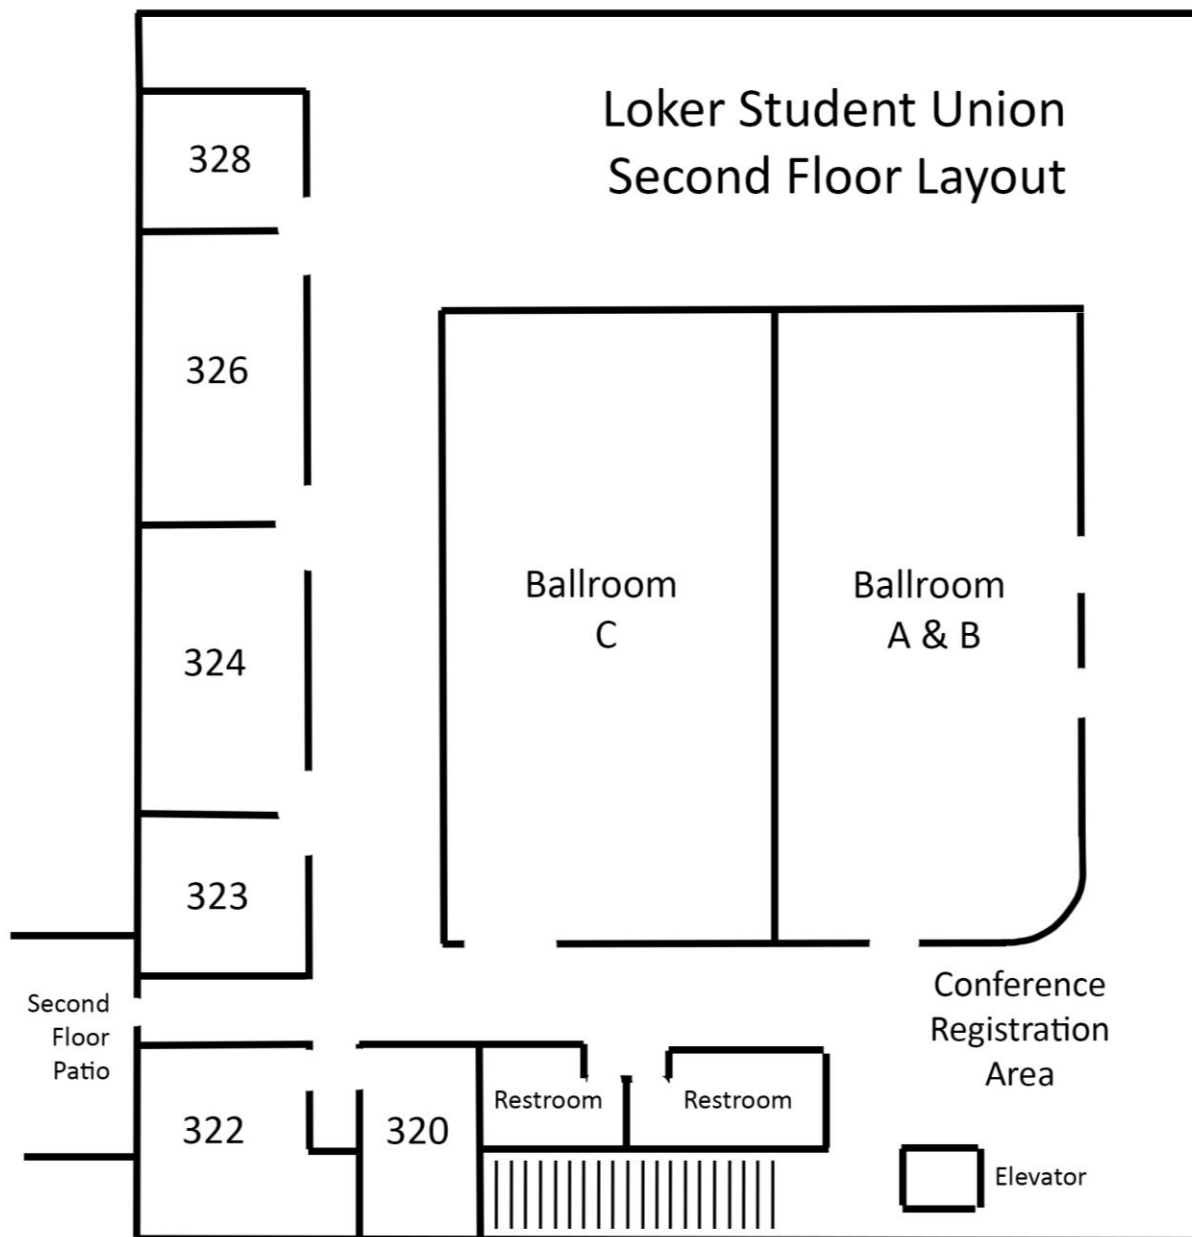 Loker Student Union
Second Floor Layout
328
326
Ballroom
C
Ballroom
A & B
324
323
Second
Floor
Patio
Conference
Registration
Area
Restroom
Restroom
322
320
Elevator